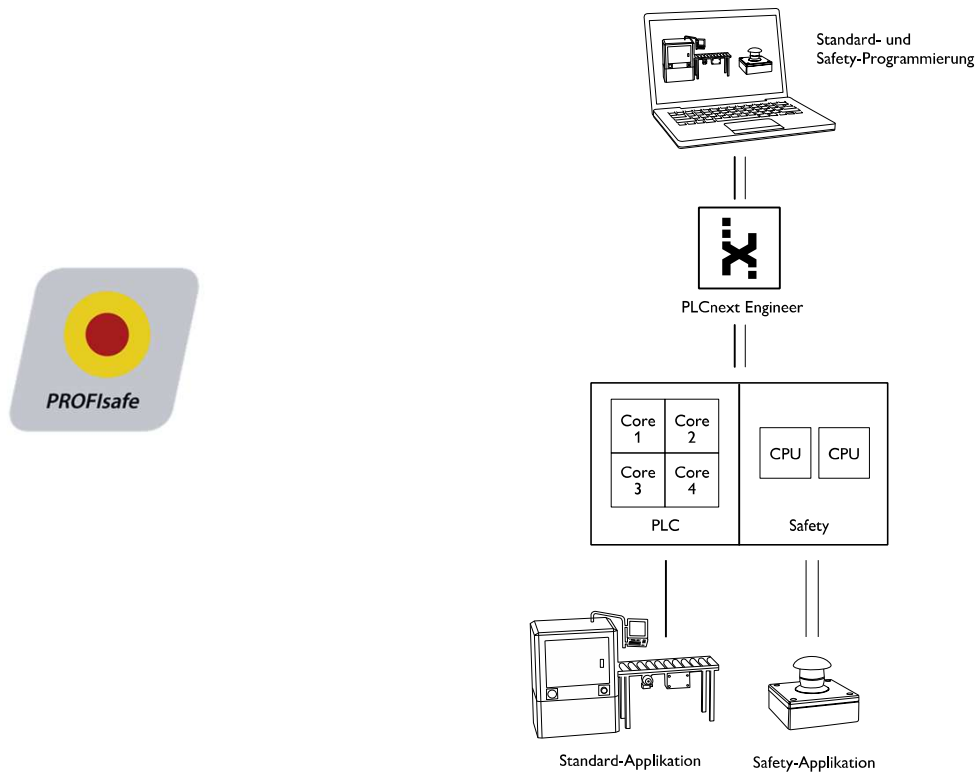 Standard- und
Safety-Programmierung
PLCnext Engineer
PROFIsafe
Core
1
Core
2
Core
3
Core
4
CPU
CPU
PLC
Safety
Standard-Applikation
Safety-Applikation